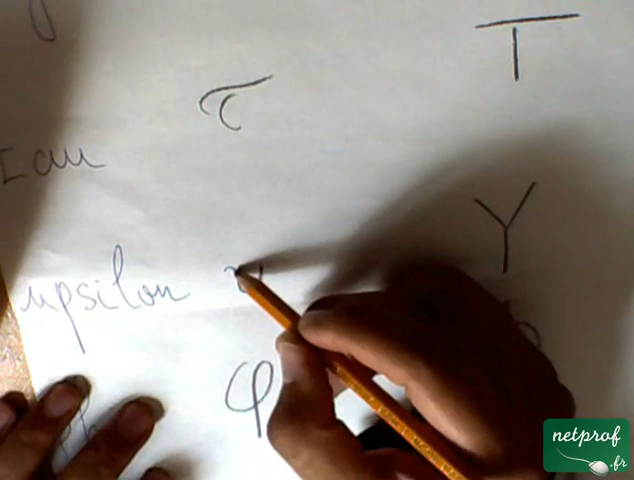 τ T
Tau
upsilon υ Y
φ
netprof
.fr